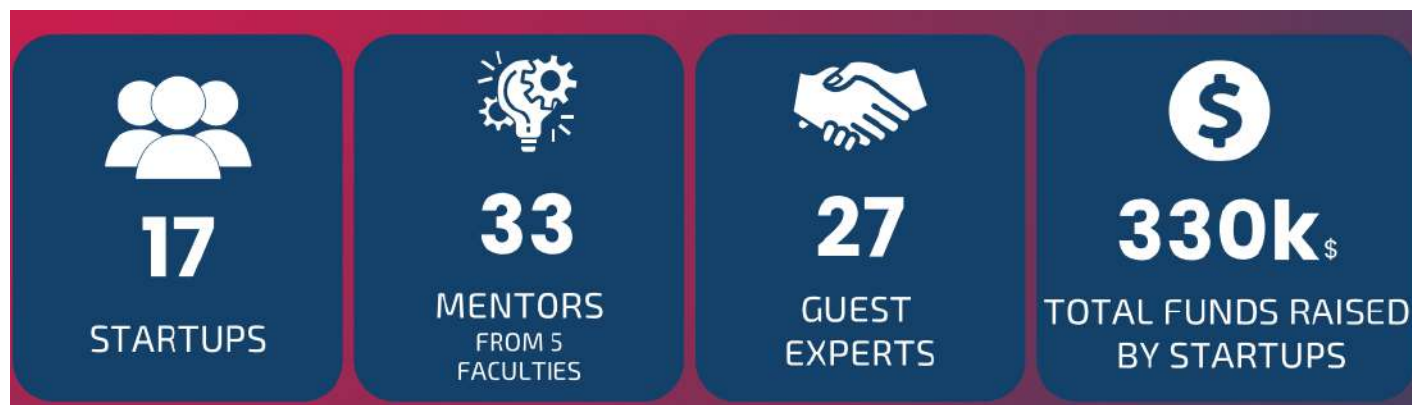 17
STARTUPS
33
MENTORS
FROM 5
FACULTIES
27
GUEST
EXPERTS
$
330k$
TOTAL FUNDS RAISED
BY STARTUPS